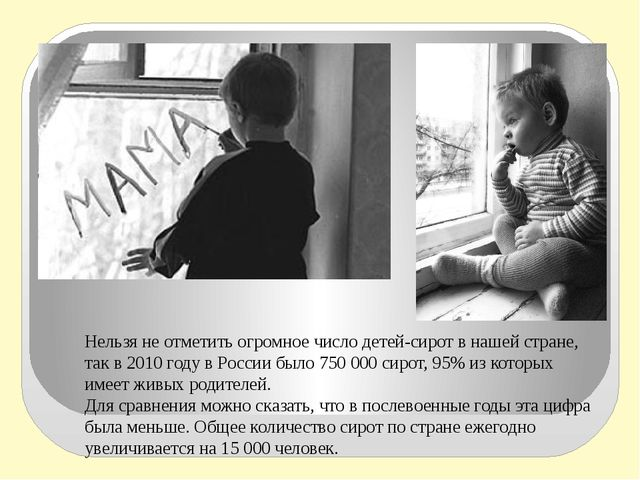 МАМА
Нельзя не отметить огромное число детей-сирот в нашей стране,
так в 2010 году в России было 750 000 сирот, 95% из которых
имеет живых родителей.
Для сравнения можно сказать, что в послевоенные годы эта цифра
была меньше. Общее количество сирот по стране ежегодно
увеличивается на 15 000 человек.